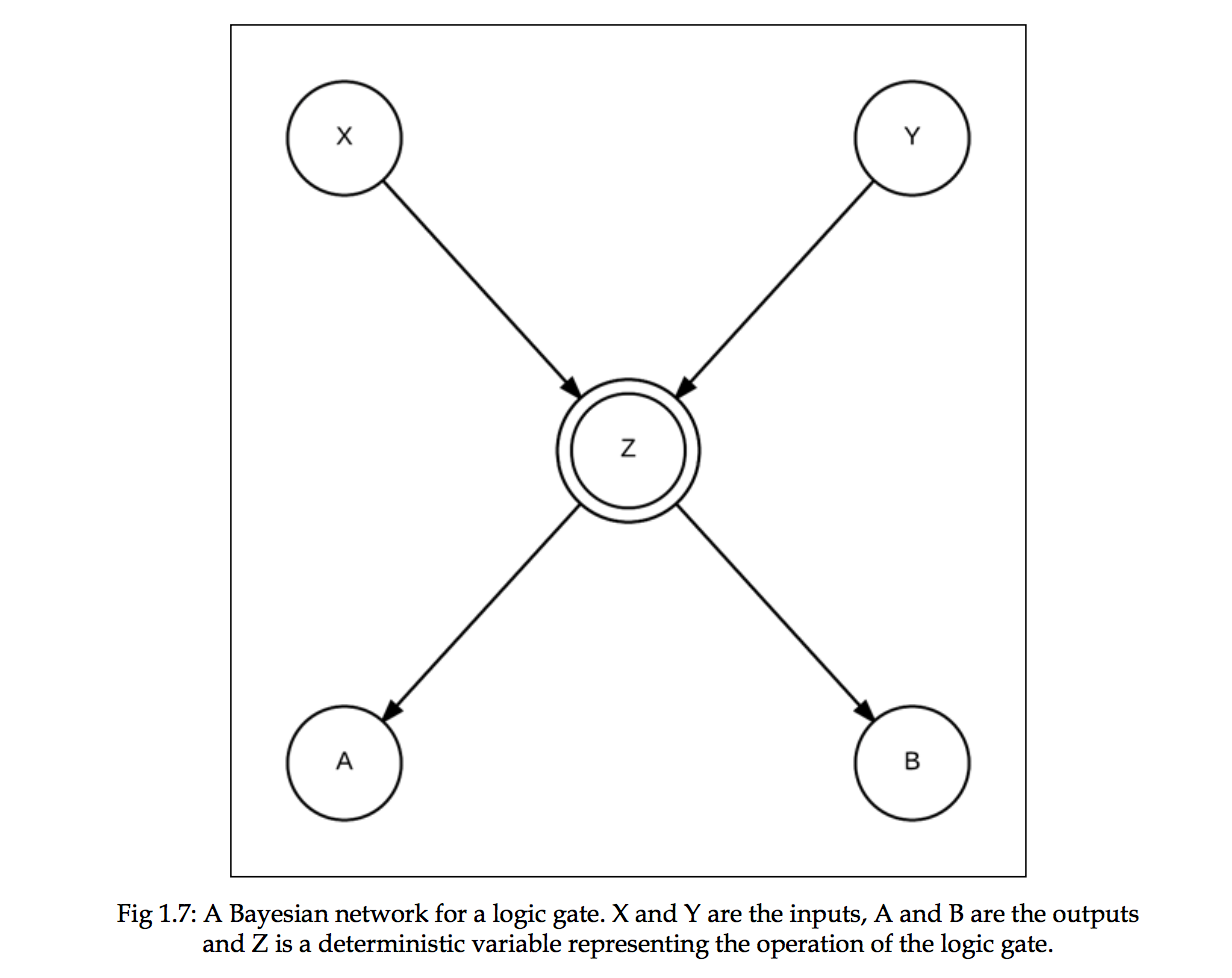 X
Y
Z
A
B
Fig 1.7: A Bayesian network for a logic gate. X and Y are the inputs, A and B are the outputs
and Z is a deterministic variable representing the operation of the logic gate.